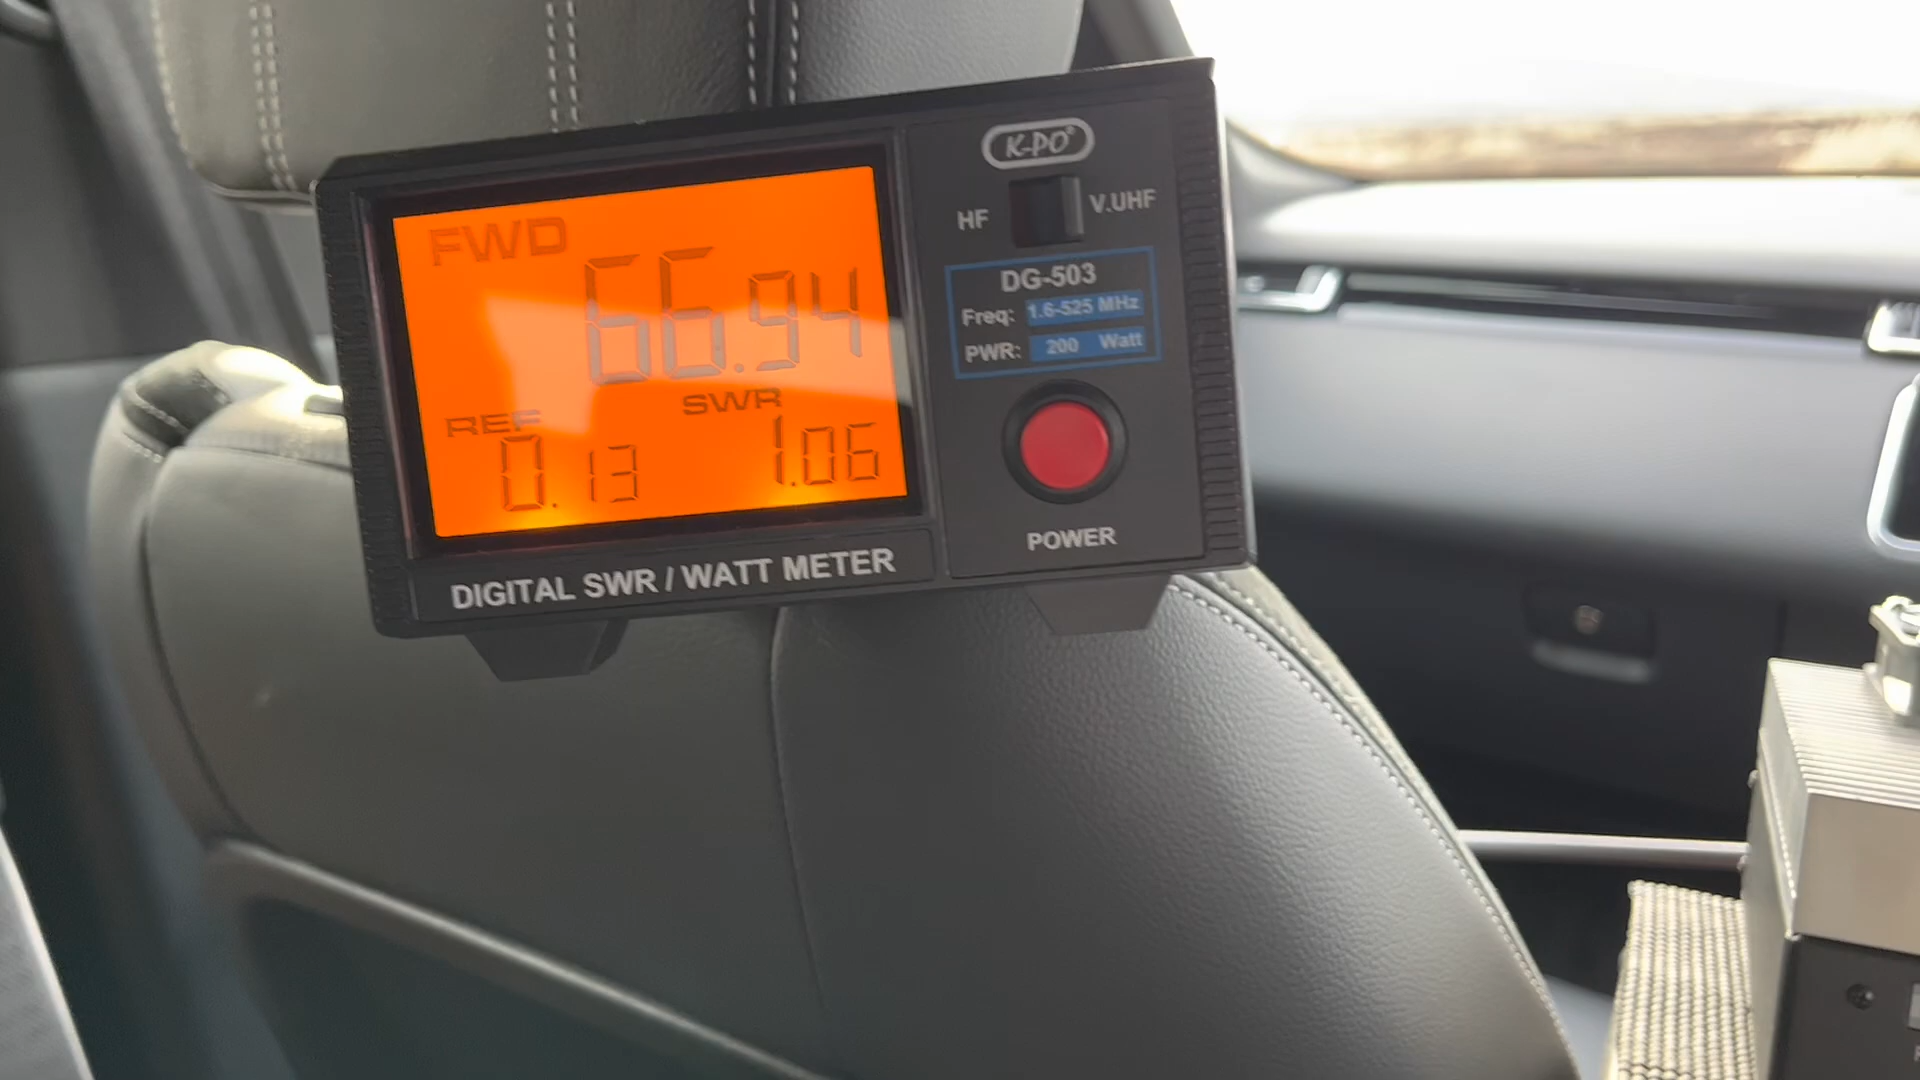 K-PO
HF V.UHF
DG-503
Freq: 1.6-525 MHz
PWR: 200 Watt
POWER
FWD
66.94
REF SWR
0.13 1.06
DIGITAL SWR / WATT METER